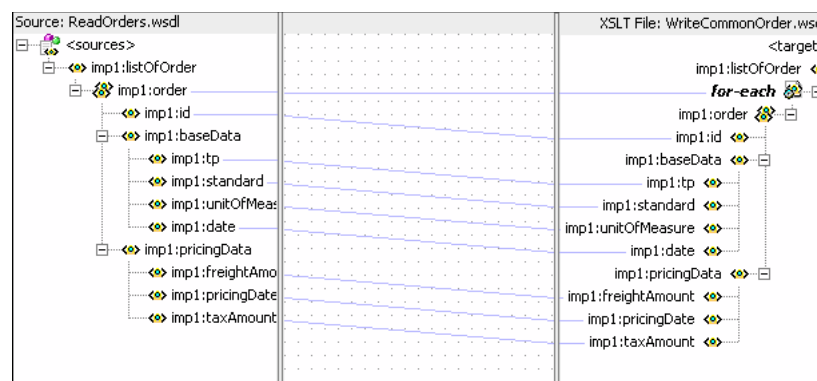 Source: ReadOrders.wsdl
XSLT File: WriteCommonOrder.wsd
<sources>
<target
imp1:listOfOrder
imp1:listOfOrder
imp1:order
for-each
imp1:id
imp1:order
imp1:baseData
imp1:id
imp1:tp
imp1:baseData
imp1:standard
imp1:tp
imp1:unitOfMeas
imp1:standard
imp1:date
imp1:unitOfMeasure
imp1:pricingData
imp1:date
imp1:freightAmo
imp1:pricingData
imp1:pricingDate
imp1:freightAmount
imp1:taxAmount
imp1:pricingDate
imp1:taxAmount